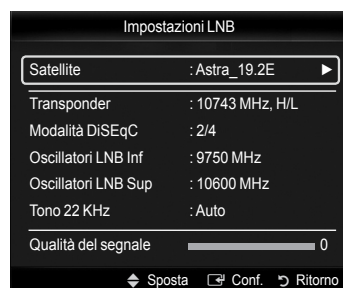 Impostazioni LNB
Satellite : Astra_19.2E ►
Transponder : 10743 MHz, H/L
Modalità DiSEqC : 2/4
Oscillatori LNB Inf : 9750 MHz
Oscillatori LNB Sup : 10600 MHz
Tono 22 KHz : Auto
Qualità del segnale 0
Sposta Conf. Ritorno